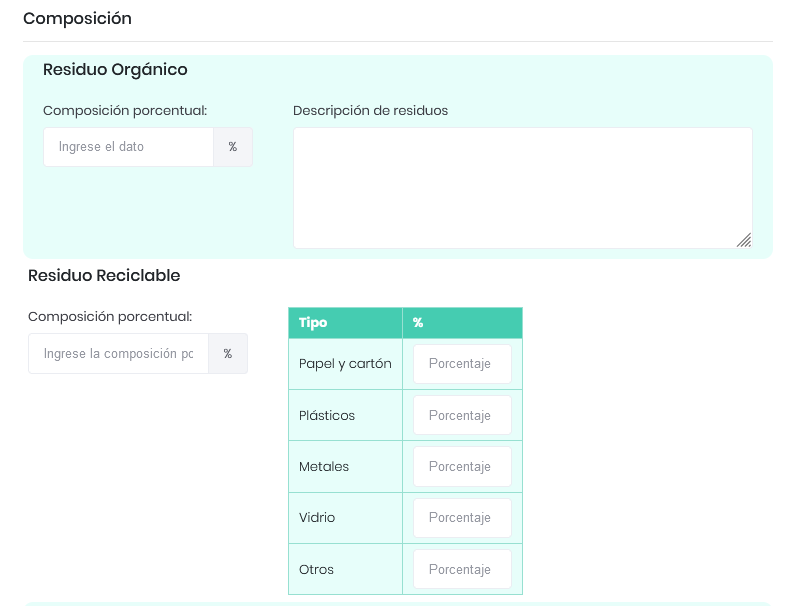 Composición
Residuo Orgánico
Composición porcentual:
Descripción de residuos
Ingrese el dato
%
Residuo Reciclable
Composición porcentual:
Ingrese la composición pc
%
Tipo
%
Papel y cartón
Porcentaje
Plásticos
Porcentaje
Metales
Porcentaje
Vidrio
Porcentaje
Otros
Porcentaje